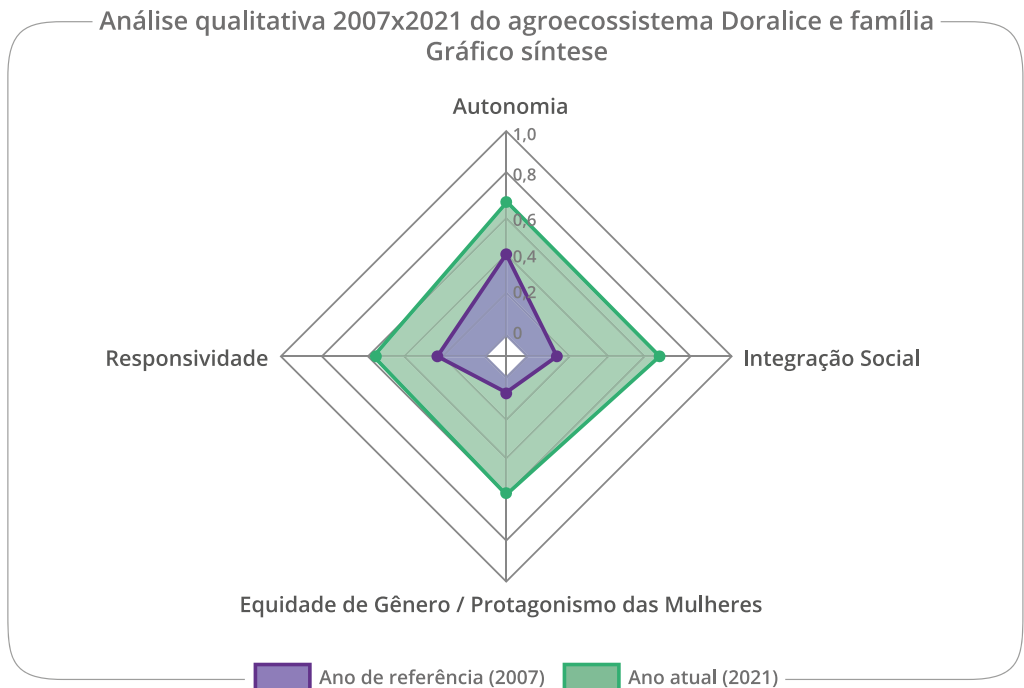 Análise qualitativa 2007x2021 do agroecossistema Doralice e família
Gráfico síntese
Autonomia
1,0
0,8
0,6
0,4
0,2
0
Responsividade
Integração Social
Equidade de Gênero / Protagonismo das Mulheres
Ano de referência (2007)
Ano atual (2021)